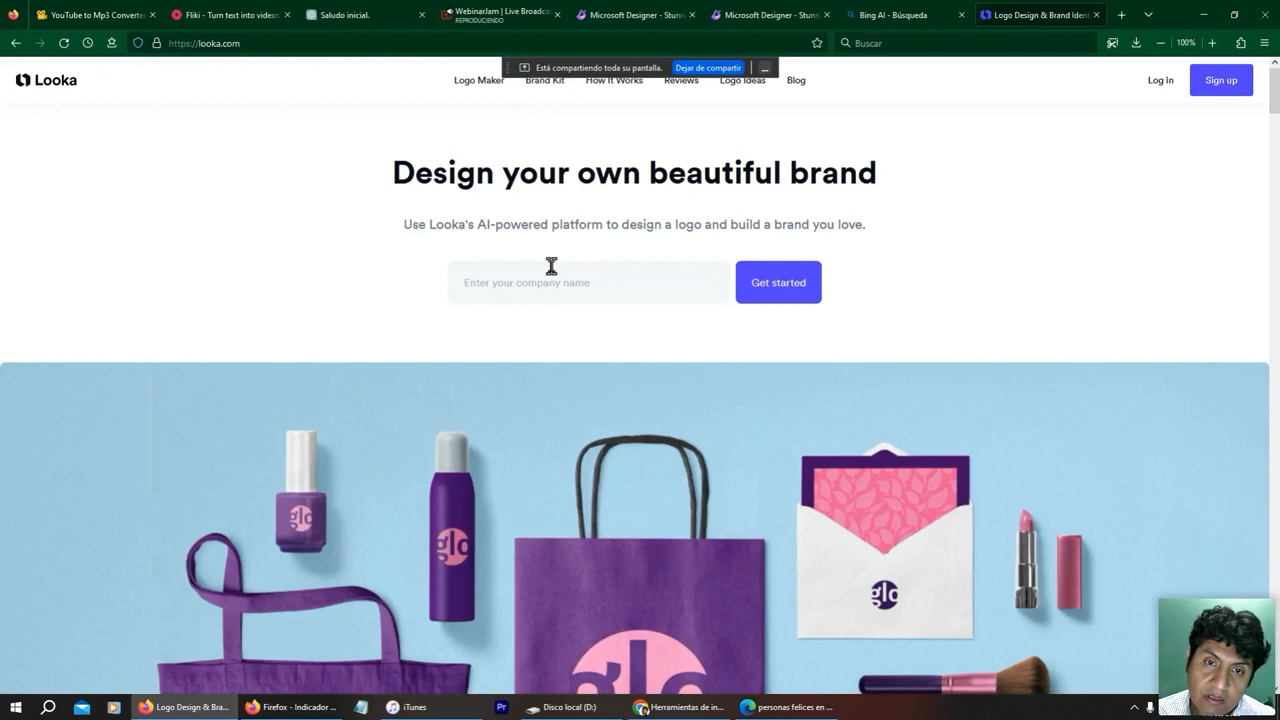 YouTube to Mp3 Converter
Fliki - Turn text into videos
Saludo inicial.
WebinarJam | Live Broadcas
REPRODUCIENDO
Microsoft Designer - Stunn
Microsoft Designer - Stunn
Bing AI - Búsqueda
Logo Design & Brand Ident
https://looka.com
Buscar
100%
Está compartiendo toda su pantalla.
Dejar de compartir
Looka
Logo Maker
Brand Kit
How It Works
Reviews
Logo Ideas
Blog
Log in
Sign up
Design your own beautiful brand
Use Looka's AI-powered platform to design a logo and build a brand you love.
Enter your company name
Get started
glo
glo
glo
glo
Logo Design & Bra...
Firefox - Indicador ...
iTunes
Pr
Disco local (D:)
Herramientas de in...
personas felices en ...